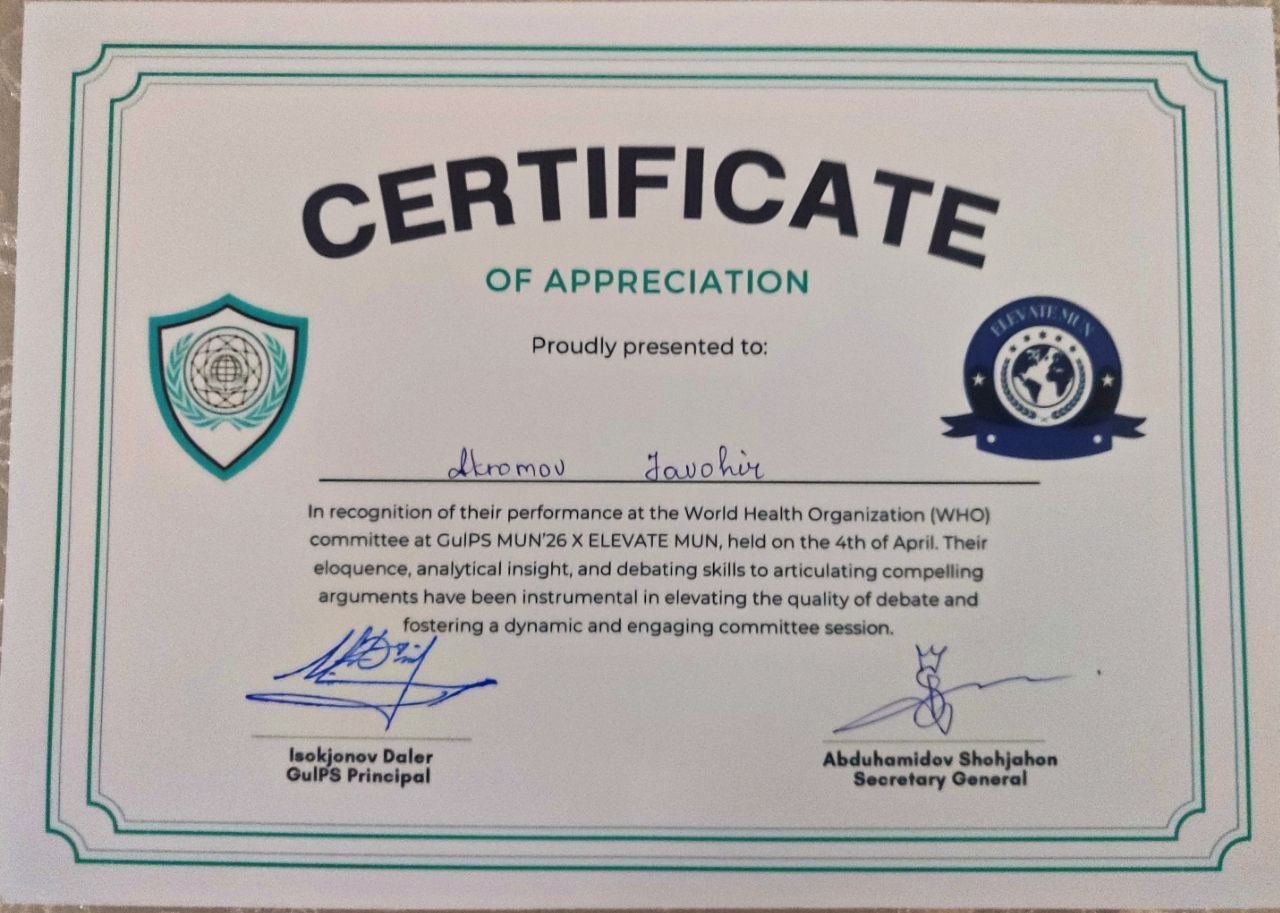 CERTIFICATE
OF APPRECIATION
ELEVATE MUN
Proudly presented to:
Akromov Javohir
In recognition of their performance at the World Health Organization (WHO)
committee at GulPS MUN'26 X ELEVATE MUN, held on the 4th of April. Their
eloquence, analytical insight, and debating skills to articulating compelling
arguments have been instrumental in elevating the quality of debate and
fostering a dynamic and engaging committee session.
Isokjonov Daler
GulPS Principal
Abduhamidov Shohjahon
Secretary General